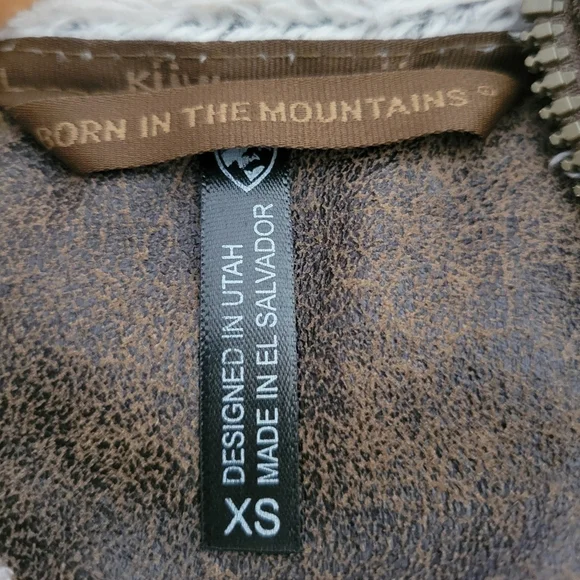 BORN IN THE MOUNTAINS ®
DESIGNED IN UTAH
MADE IN EL SALVADOR
XS